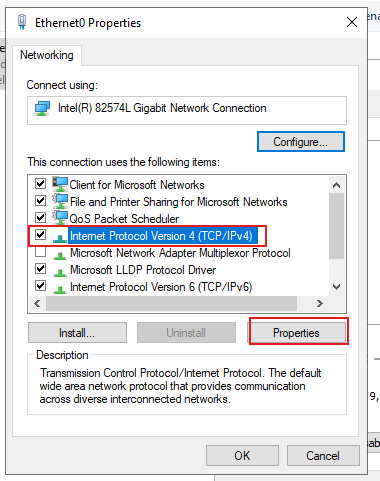 Ethernet0 Properties
Networking
Connect using:
Intel(R) 82574L Gigabit Network Connection
Configure...
This connection uses the following items:
Client for Microsoft Networks
File and Printer Sharing for Microsoft Networks
QoS Packet Scheduler
Internet Protocol Version 4 (TCP/IPv4)
Microsoft Network Adapter Multiplexor Protocol
Microsoft LLDP Protocol Driver
Internet Protocol Version 6 (TCP/IPv6)
Install...
Uninstall
Properties
Description
Transmission Control Protocol/Internet Protocol. The default
wide area network protocol that provides communication
across diverse interconnected networks.
OK
Cancel